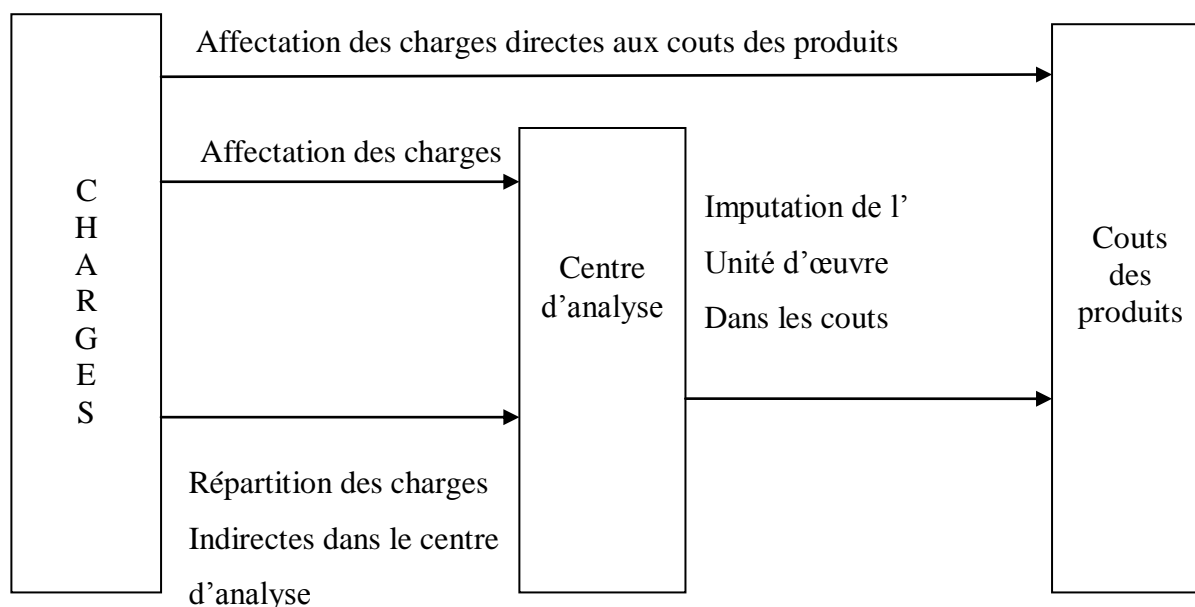 Affectation des charges directes aux couts des produits
C
H
A
R
G
E
S
Affectation des charges
Centre
d’analyse
Imputation de l’
Unité d’œuvre
Dans les couts
Couts
des
produits
Répartition des charges
Indirectes dans le centre
d’analyse